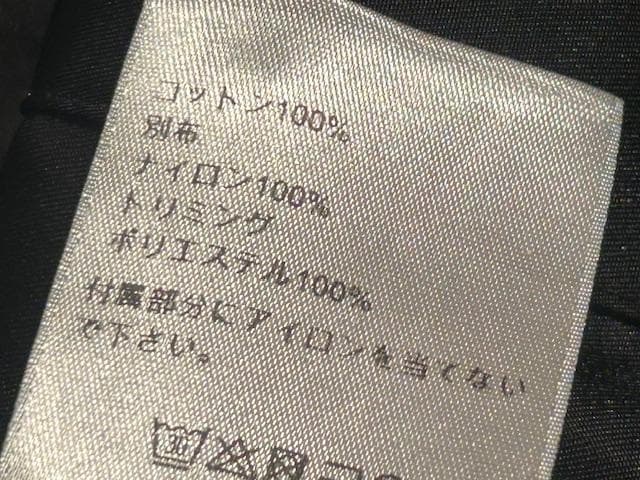 コットン100%
別布
ナイロン100%
トリミング
ポリエステル100%
付属部分にアイロンを当てない
で下さい。
30